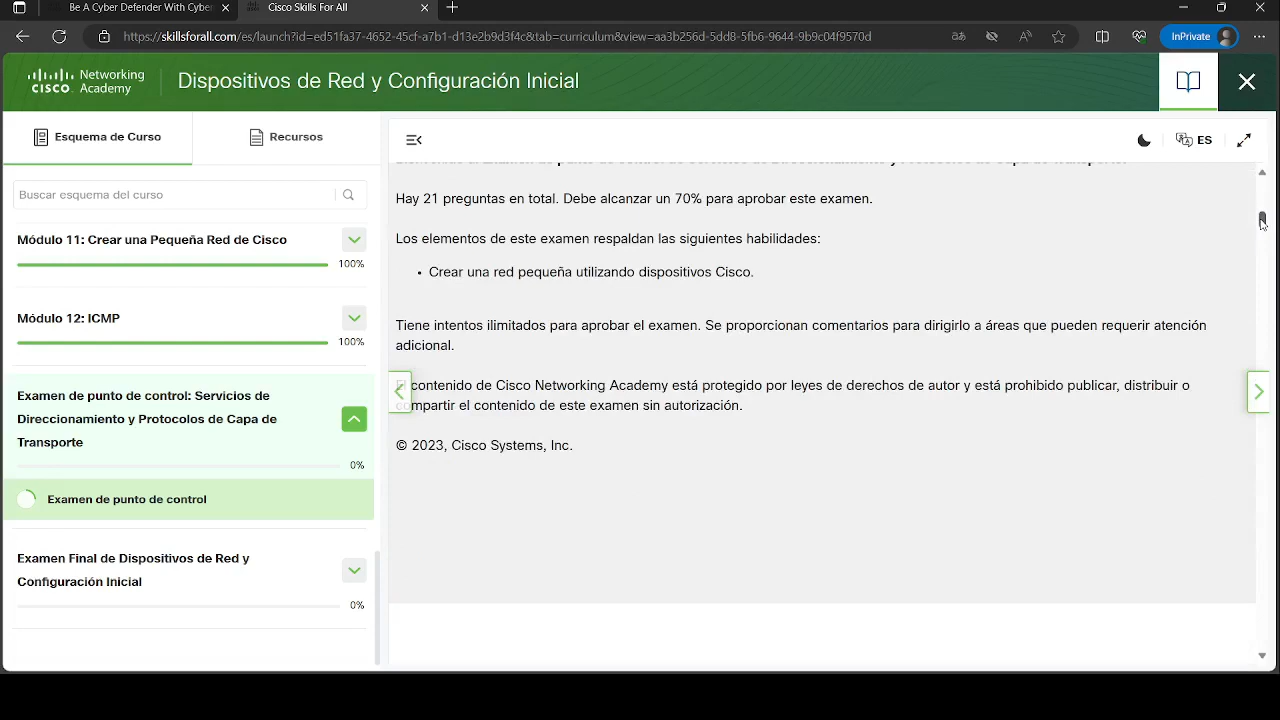 Be A Cyber Defender With Cyber
Cisco Skills For All
https://skillsforall.com/es/launch?id=ed51fa37-4652-45cf-a7b1-d13e2b9d3f4c8&tab=curriculum&view=aa3b256d-5dd8-5fb6-9644-9b9c04f9570d
InPrivate
cisco Networking Academy
Dispositivos de Red y Configuración Inicial
Esquema de Curso
Recursos
ES
Buscar esquema del curso
Módulo 11: Crear una Pequeña Red de Cisco
100%
Módulo 12: ICMP
100%
Examen de punto de control: Servicios de
Direccionamiento y Protocolos de Capa de
Transporte
0%
Examen de punto de control
Examen Final de Dispositivos de Red y
Configuración Inicial
0%
Hay 21 preguntas en total. Debe alcanzar un 70% para aprobar este examen.
Los elementos de este examen respaldan las siguientes habilidades:
• Crear una red pequeña utilizando dispositivos Cisco.
Tiene intentos ilimitados para aprobar el examen. Se proporcionan comentarios para dirigirlo a áreas que pueden requerir atención
adicional.
El contenido de Cisco Networking Academy está protegido por leyes de derechos de autor y está prohibido publicar, distribuir o
compartir el contenido de este examen sin autorización.
© 2023, Cisco Systems, Inc.